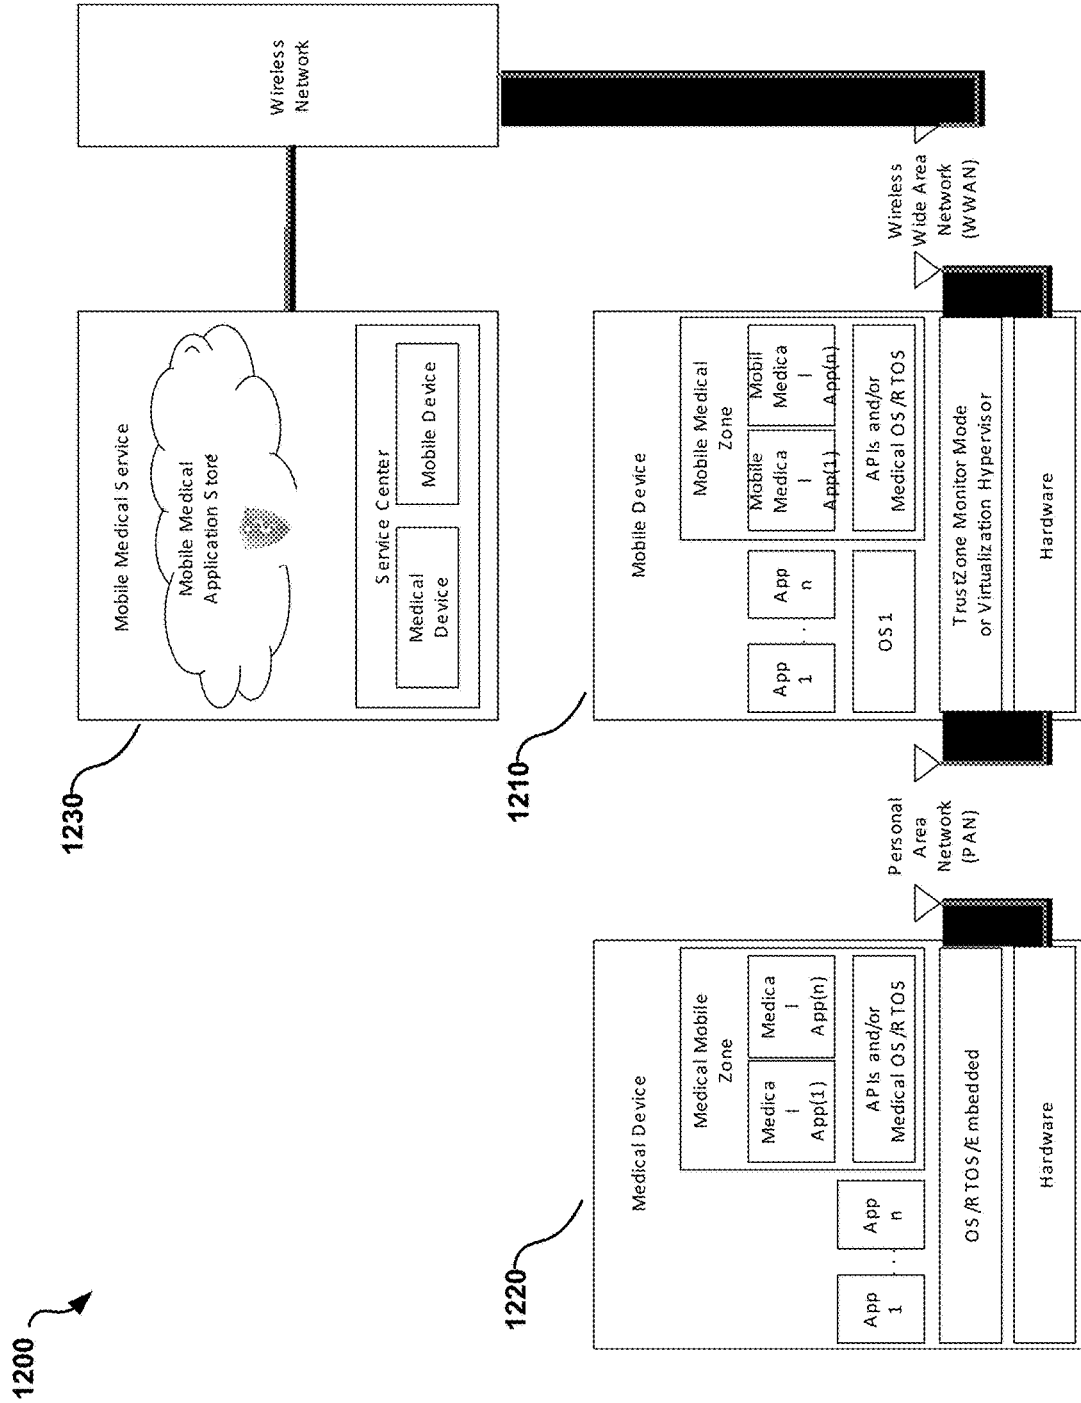 1200
1230
Mobile Medical Service
Mobile Medical
Application Store
Service Center
Medical
Device
Mobile Device
Wireless
Network
1220
Medical Device
Medical Mobile
Zone
App
1
. . .
App
n
Medica
l
App(1)
Medica
l
App(n)
APIs and/or
Medical OS/RTOS
OS/RTOS/Embedded
Hardware
Personal
Area
Network
(PAN)
1210
Mobile Device
Mobile Medical
Zone
App
1
. . .
App
n
Mobile
Medica
l
App(1)
Mobil
Medica
l
App(n)
OS1
APIs and/or
Medical OS/RTOS
TrustZone Monitor Mode
or Virtualization Hypervisor
Hardware
Wireless
Wide Area
Network
(WWAN)